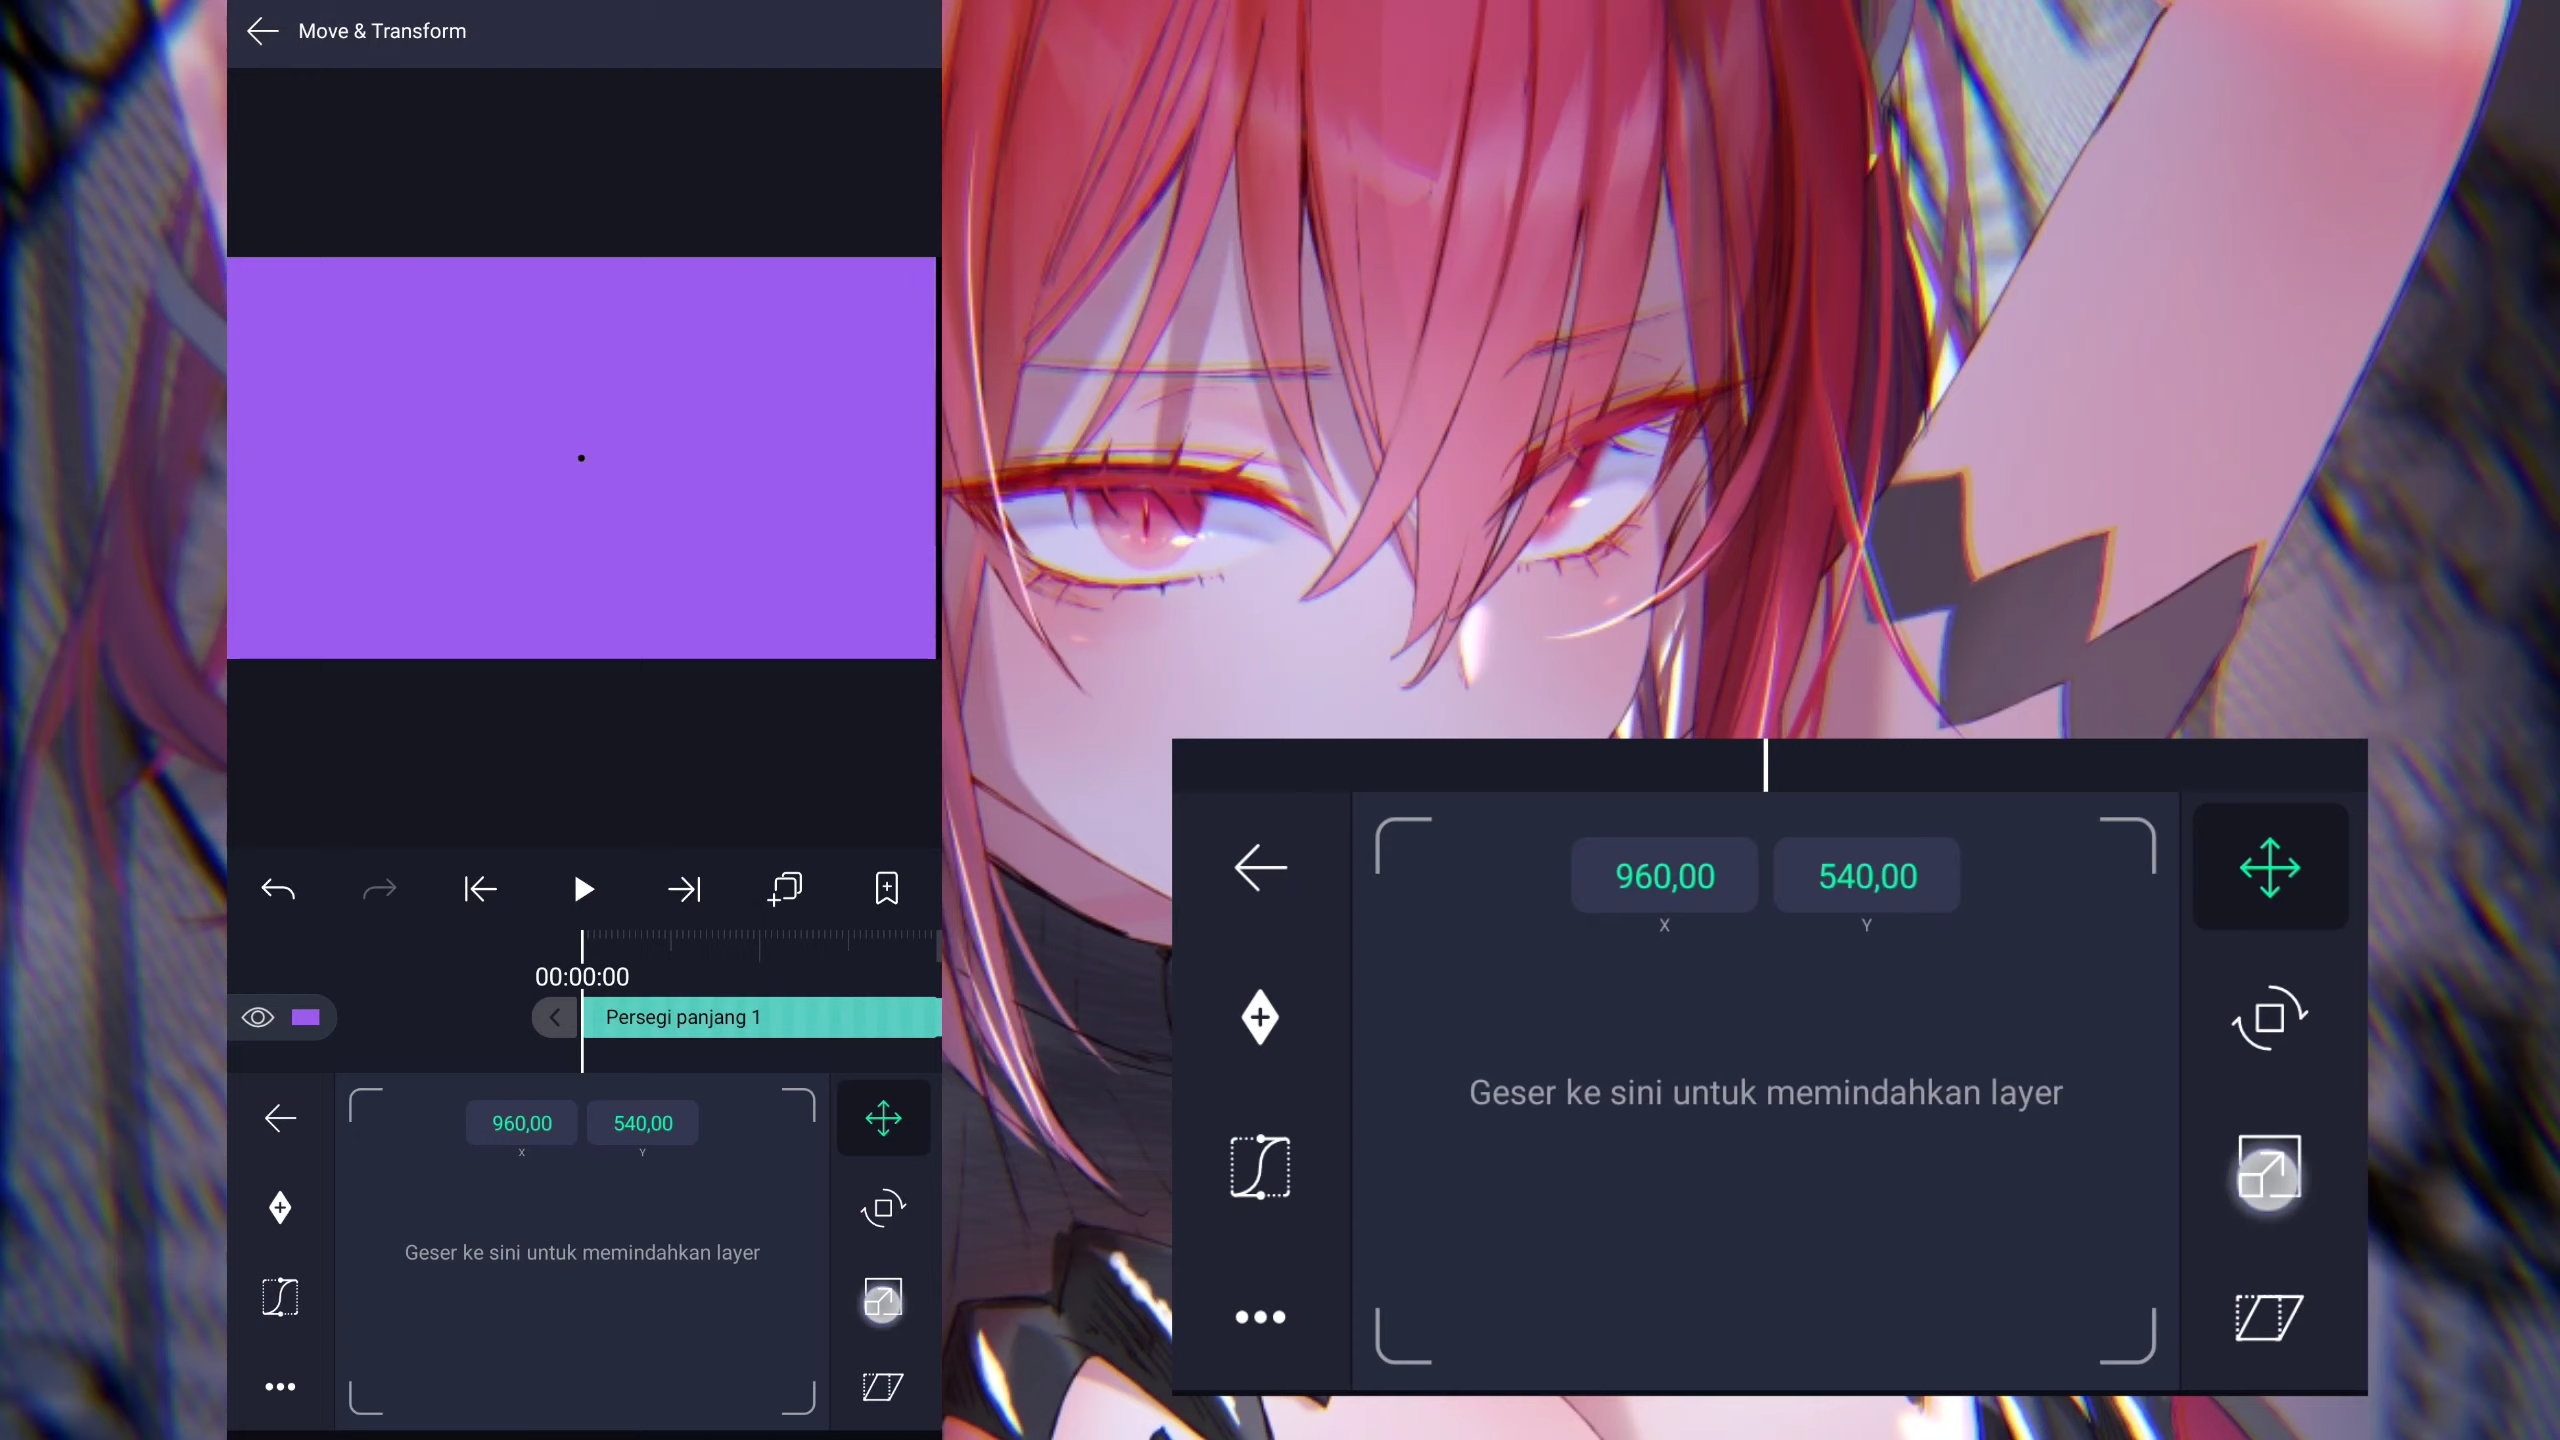 Move & Transform
00:00:00
Persegi panjang 1
960,00 540,00
X Y
Geser ke sini untuk memindahkan layer
960,00 540,00
X Y
Geser ke sini untuk memindahkan layer